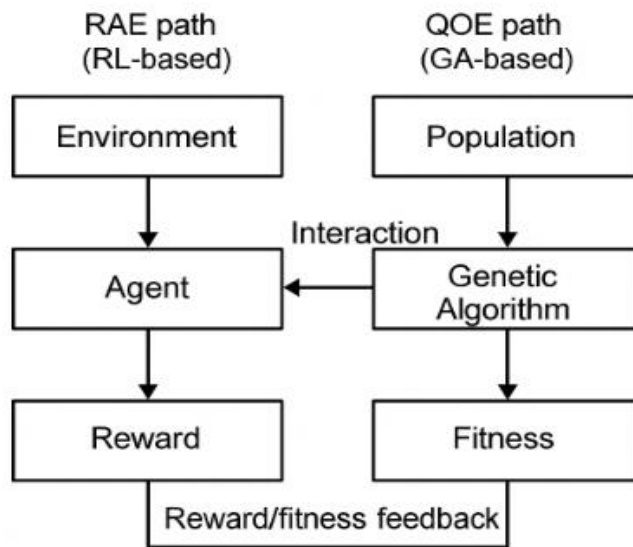 RAE path
(RL-based)
QOE path
(GA-based)
Environment
Population
Interaction
Agent
Genetic
Algorithm
Reward
Fitness
Reward/fitness feedback